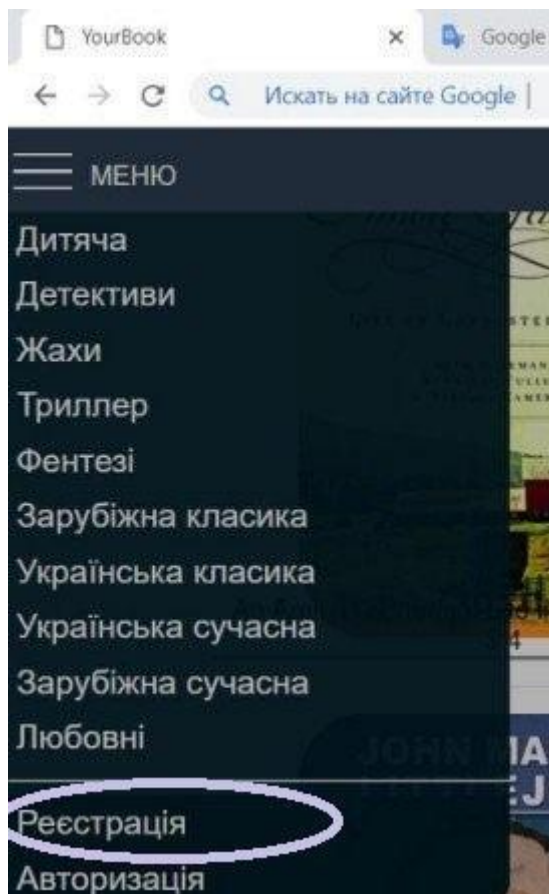 YourBook
Google
Искать на сайте Google
МЕНЮ
Дитяча
Детективи
Жахи
Триллер
Фентезі
Зарубіжна класика
Українська класика
Українська сучасна
Зарубіжна сучасна
Любовні
JOHN
Реєстрація
Авторизація